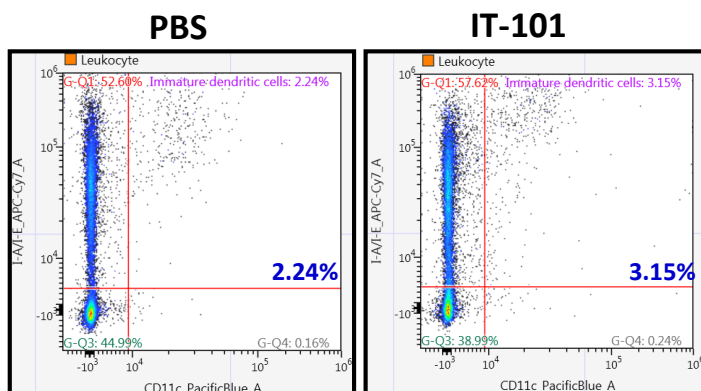 PBS
IT-101
Leukocyte
G-Q1: 52.60% Immature dendritic cells: 2.24%
10^6
10^5
10^4
-10^3
I-A/I-E_APC-Cy7_A
2.24%
G-Q3: 44.99%
G-Q4: 0.16%
-10^3 10^4 10^5 10^6
CD11c_PacificBlue_A
Leukocyte
G-Q1: 57.62% Immature dendritic cells: 3.15%
10^6
10^5
10^4
-10^3
I-A/I-E_APC-Cy7_A
3.15%
G-Q3: 38.99%
G-Q4: 0.24%
-10^3 10^4 10^5 10^6
CD11c_PacificBlue_A